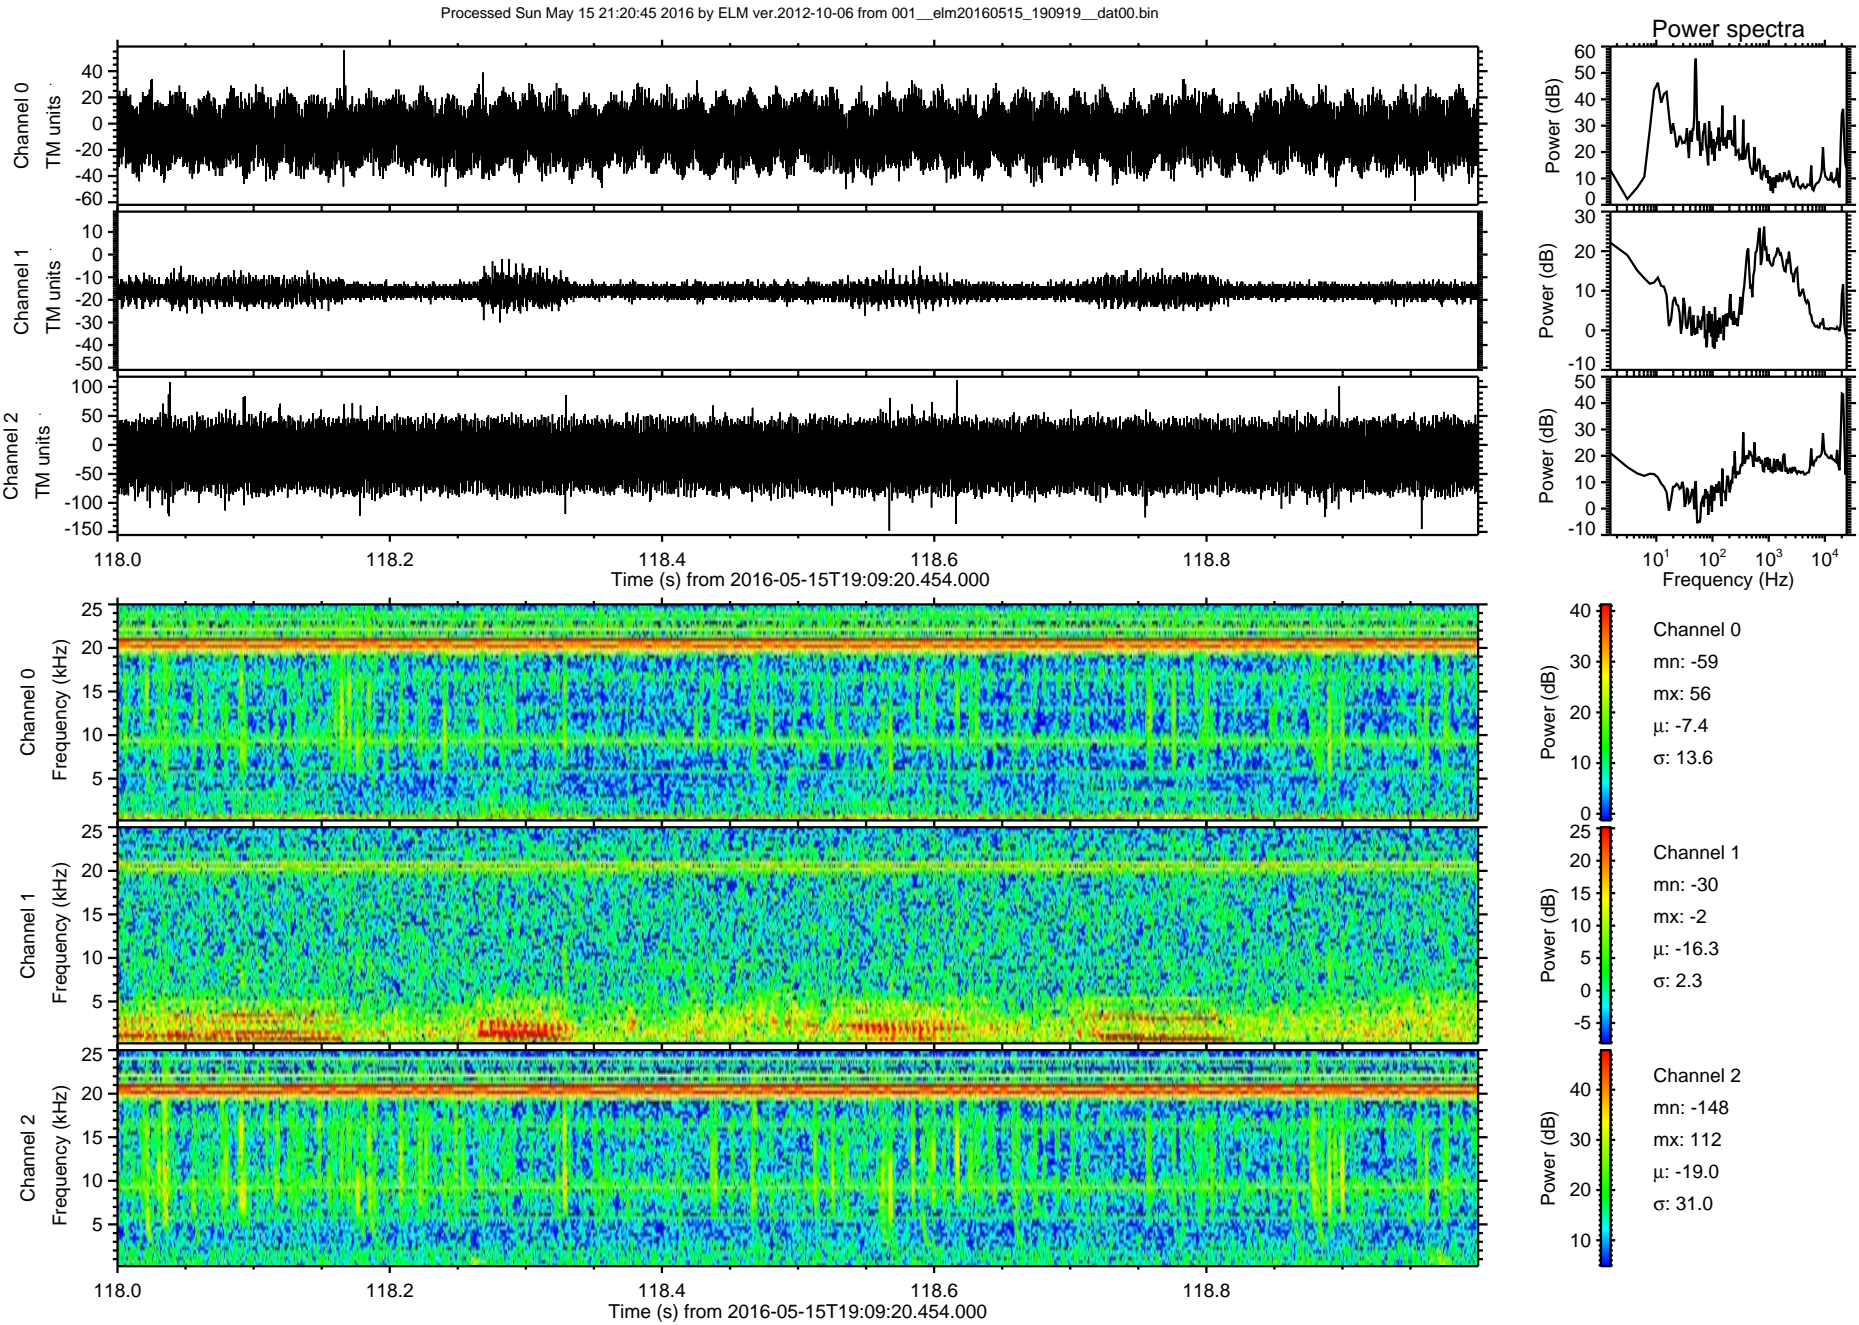 Processed Sun May 15 21:20:45 2016 by ELM ver.2012-10-06 from 001__elm20160515_190919__dat00.bin
Power spectra
Channel 0
TM units
40
20
0
-20
-40
-60
Power (dB)
60
50
40
30
20
10
0
Channel 1
TM units
10
0
-10
-20
-30
-40
-50
Power (dB)
30
20
10
0
-10
Channel 2
TM units
100
50
0
-50
-100
-150
Power (dB)
50
40
30
20
10
0
-10
118.0 118.2 118.4 118.6 118.8
Time (s) from 2016-05-15T19:09:20.454.000
10^1 10^2 10^3 10^4
Frequency (Hz)
Channel 0
Frequency (kHz)
25
20
15
10
5
Power (dB)
40
30
20
10
0
Channel 0
mn: -59
mx: 56
μ: -7.4
σ: 13.6
Channel 1
Frequency (kHz)
25
20
15
10
5
Power (dB)
25
20
15
10
5
0
-5
Channel 1
mn: -30
mx: -2
μ: -16.3
σ: 2.3
Channel 2
Frequency (kHz)
25
20
15
10
5
Power (dB)
40
30
20
10
Channel 2
mn: -148
mx: 112
μ: -19.0
σ: 31.0
118.0 118.2 118.4 118.6 118.8
Time (s) from 2016-05-15T19:09:20.454.000